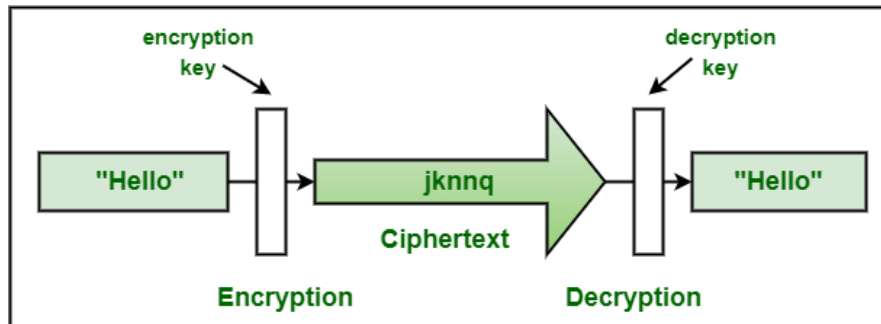 encryption
key
decryption
key
"Hello"
jknnq
"Hello"
Ciphertext
Encryption
Decryption